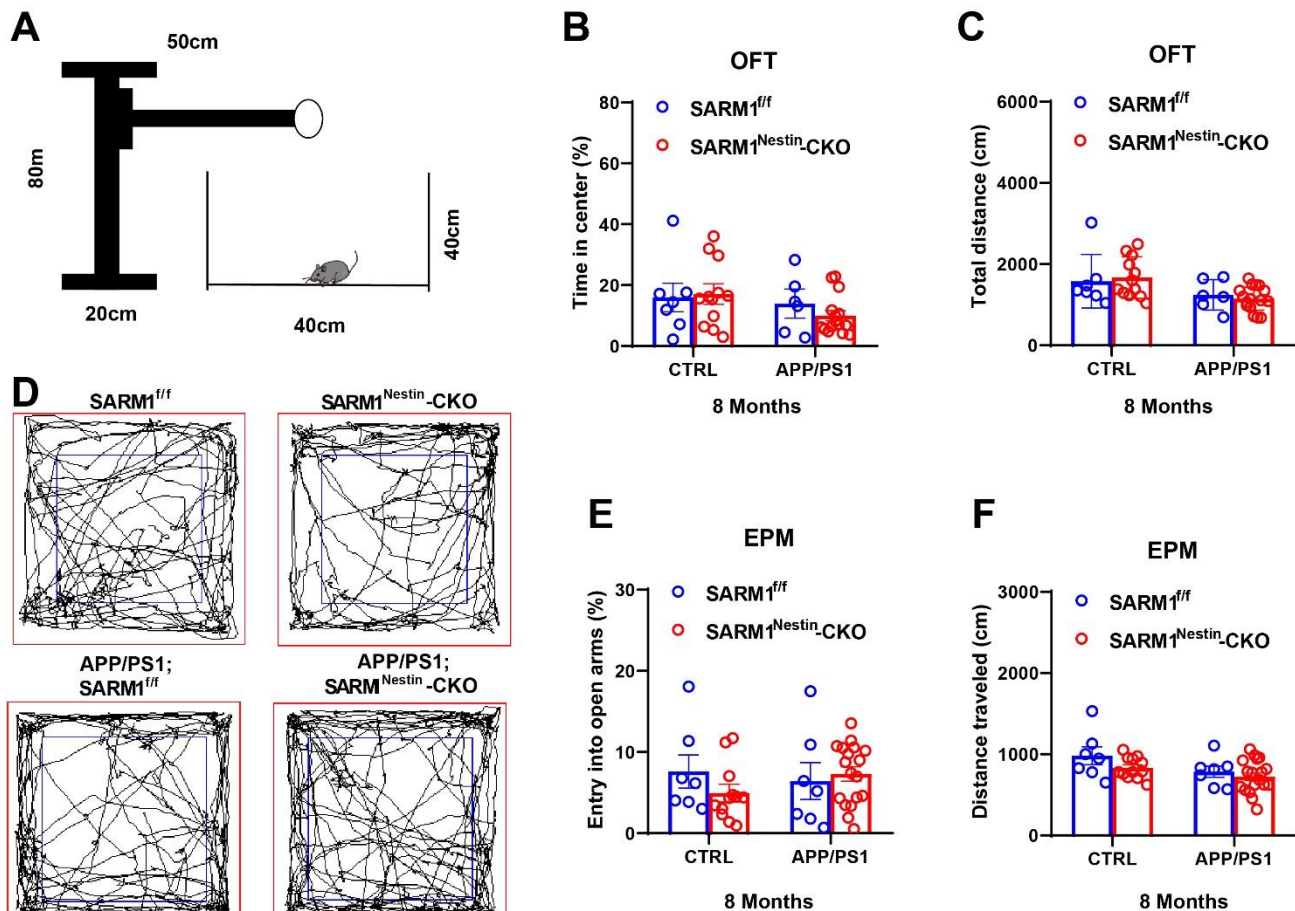 A
50cm
80m
20cm
40cm
40cm
B
OFT
SARM1f/f
SARM1Nestin-CKO
Time in center (%)
80
60
40
20
0
CTRL
APP/PS1
8 Months
C
OFT
SARM1f/f
SARM1Nestin-CKO
Total distance (cm)
6000
4000
2000
0
CTRL
APP/PS1
8 Months
D
SARM1f/f
SARM1Nestin-CKO
APP/PS1;
SARM1f/f
APP/PS1;
SARMINestin-CKO
E
EPM
SARM1f/f
SARM1Nestin-CKO
Entry into open arms (%)
30
20
10
0
CTRL
APP/PS1
8 Months
F
EPM
SARM1f/f
SARM1Nestin-CKO
Distance traveled (cm)
3000
2000
1000
0
CTRL
APP/PS1
8 Months